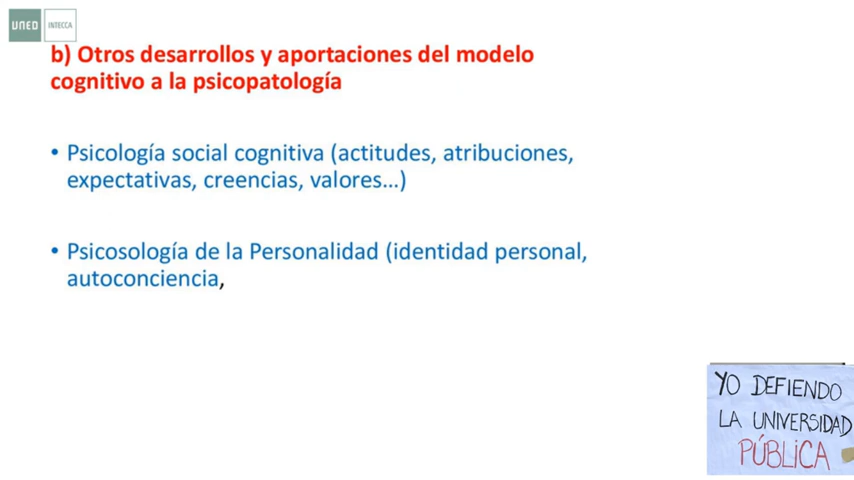 UNED
INTECCA
b) Otros desarrollos y aportaciones del modelo
cognitivo a la psicopatología
• Psicología social cognitiva (actitudes, atribuciones,
expectativas, creencias, valores...)
• Psicosología de la Personalidad (identidad personal,
autoconciencia,
YO DEFIENDO
LA UNIVERSIDAD
PÚBLICA